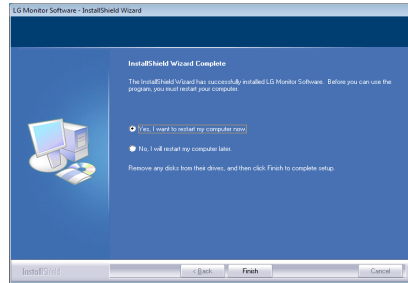 LG Monitor Software - InstallShield Wizard
InstallShield Wizard Complete
The InstallShield Wizard has successfully installed LG Monitor Software. Before you can use the
program, you must restart your computer.
Yes, I want to restart my computer now.
No, I will restart my computer later.
Remove any disks from their drives, and then click Finish to complete setup.
InstallShield
< Back
Finish
Cancel